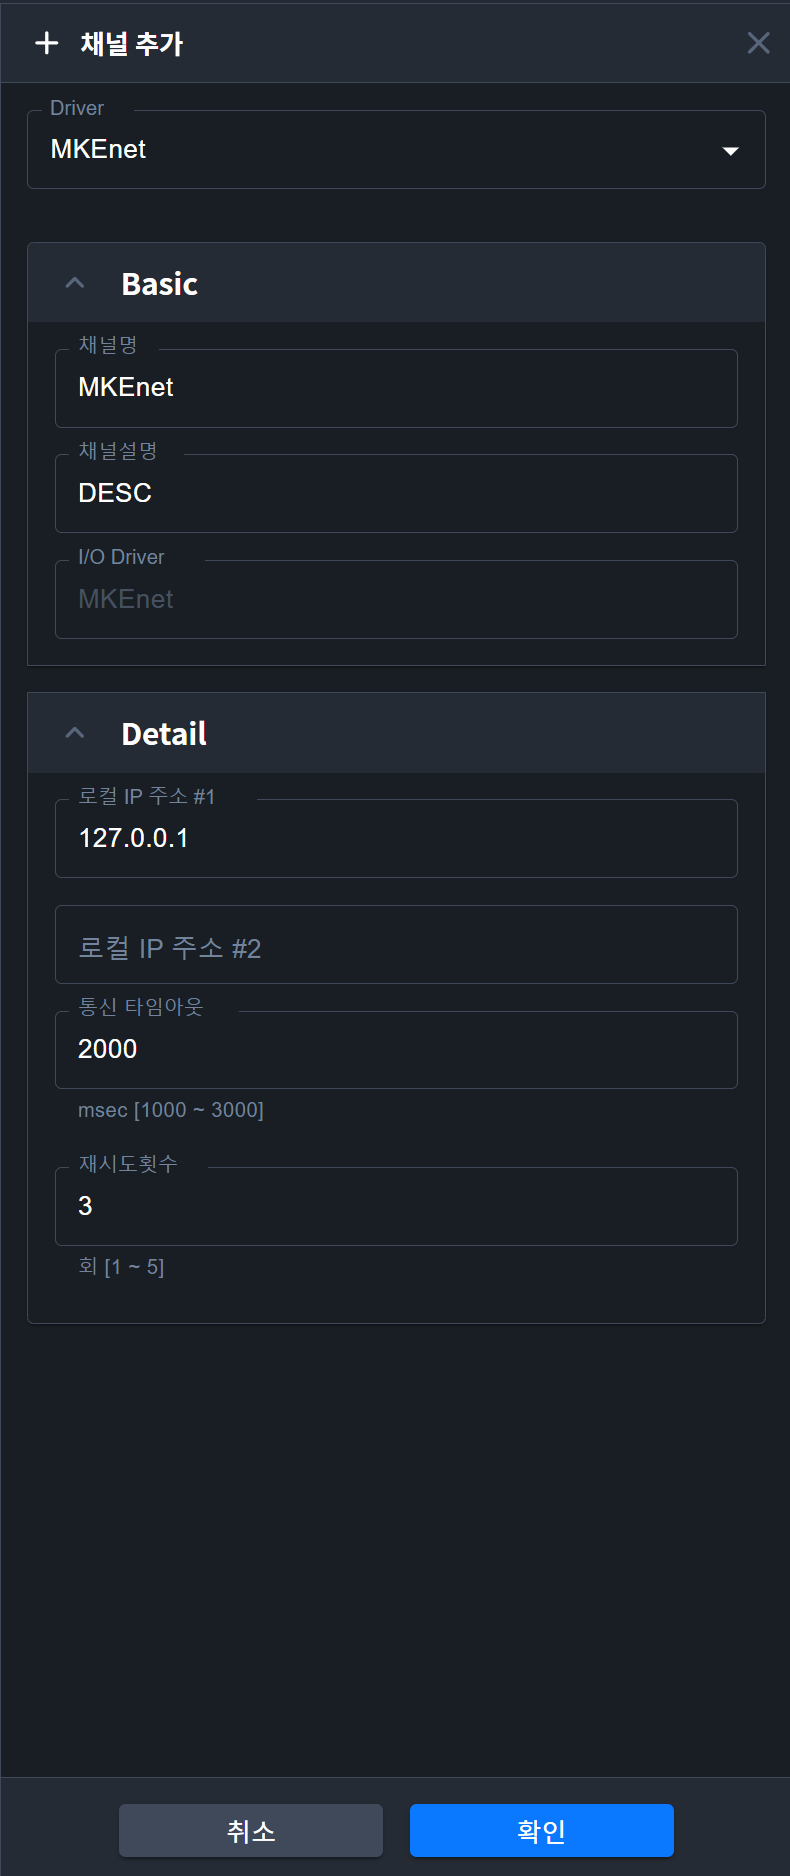 채널 추가
Driver
MKEnet
Basic
채널명
MKEnet
채널설명
DESC
I/O Driver
MKEnet
Detail
로컬 IP 주소 #1
127.0.0.1
로컬 IP 주소 #2
통신 타임아웃
2000
msec [1000 ~ 3000]
재시도횟수
3
회 [1 ~ 5]
취소 확인